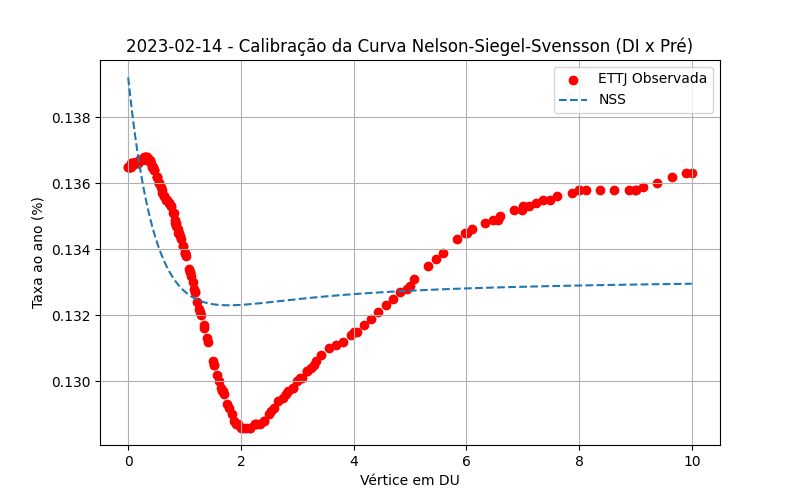 2023-02-14 - Calibração da Curva Nelson-Siegel-Svensson (DI x Pré)
ETTJ Observada
NSS
0.138
0.136
0.134
0.132
0.130
Taxa ao ano (%)
0
2
4
6
8
10
Vértice em DU